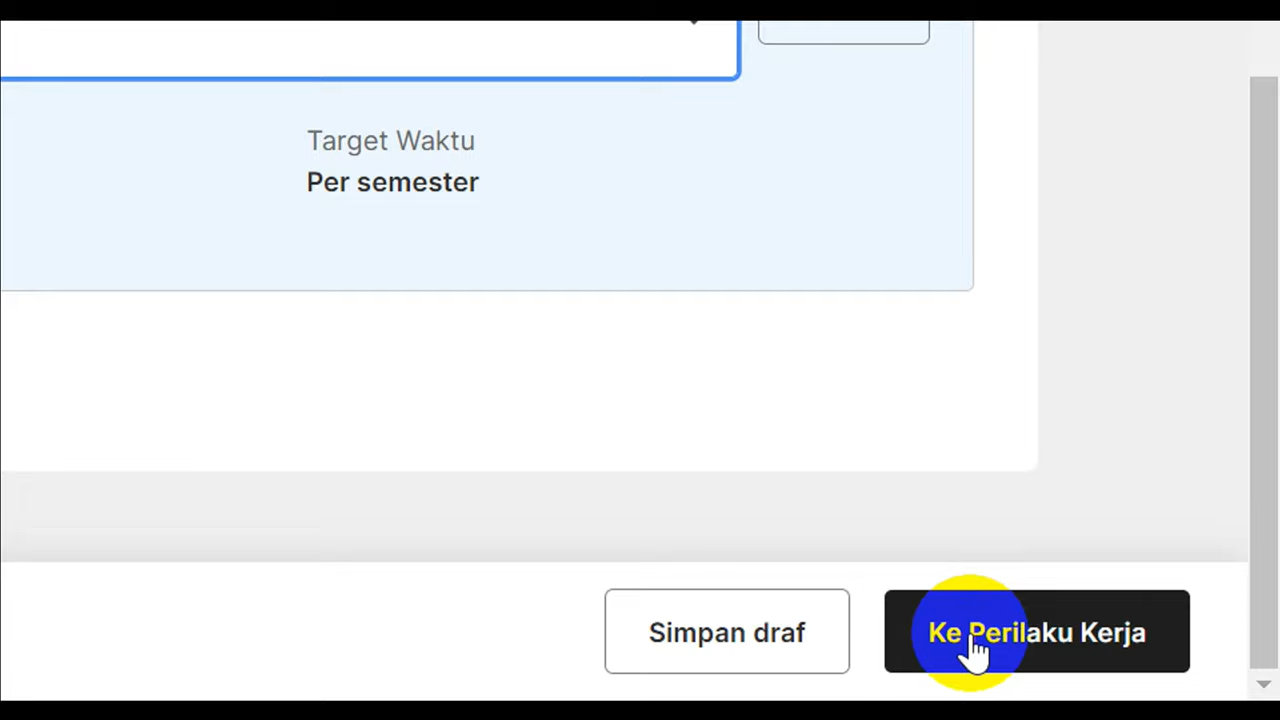 Target Waktu
Per semester
Simpan draf
Ke Perilaku Kerja